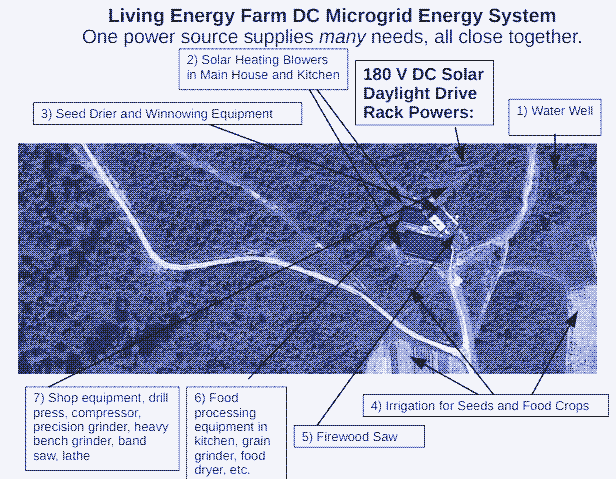 Living Energy Farm DC Microgrid Energy System
One power source supplies many needs, all close together.
2) Solar Heating Blowers
in Main House and Kitchen
180 V DC Solar
Daylight Drive
Rack Powers:
1) Water Well
3) Seed Drier and Winnowing Equipment
7) Shop equipment, drill
press, compressor,
precision grinder, heavy
bench grinder, band
saw, lathe
6) Food
processing
equipment in
kitchen, grain
grinder, food
dryer, etc.
5) Firewood Saw
4) Irrigation for Seeds and Food Crops